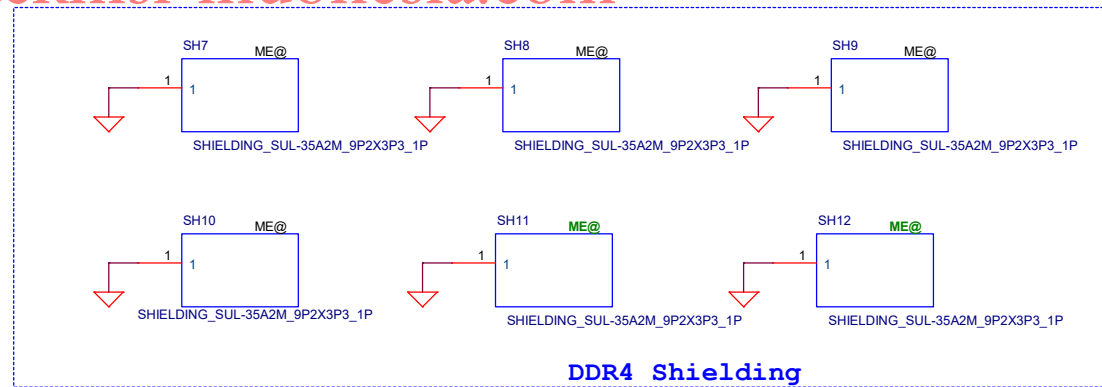 SH7 ME@ SH8 ME@ SH9 ME@
1 1 1 1 1 1
SHIELDING_SUL-35A2M_9P2X3P3_1P SHIELDING_SUL-35A2M_9P2X3P3_1P SHIELDING_SUL-35A2M_9P2X3P3_1P
SH10 ME@ SH11 ME@ SH12 ME@
1 1 1 1 1 1
SHIELDING_SUL-35A2M_9P2X3P3_1P SHIELDING_SUL-35A2M_9P2X3P3_1P SHIELDING_SUL-35A2M_9P2X3P3_1P
DDR4 Shielding